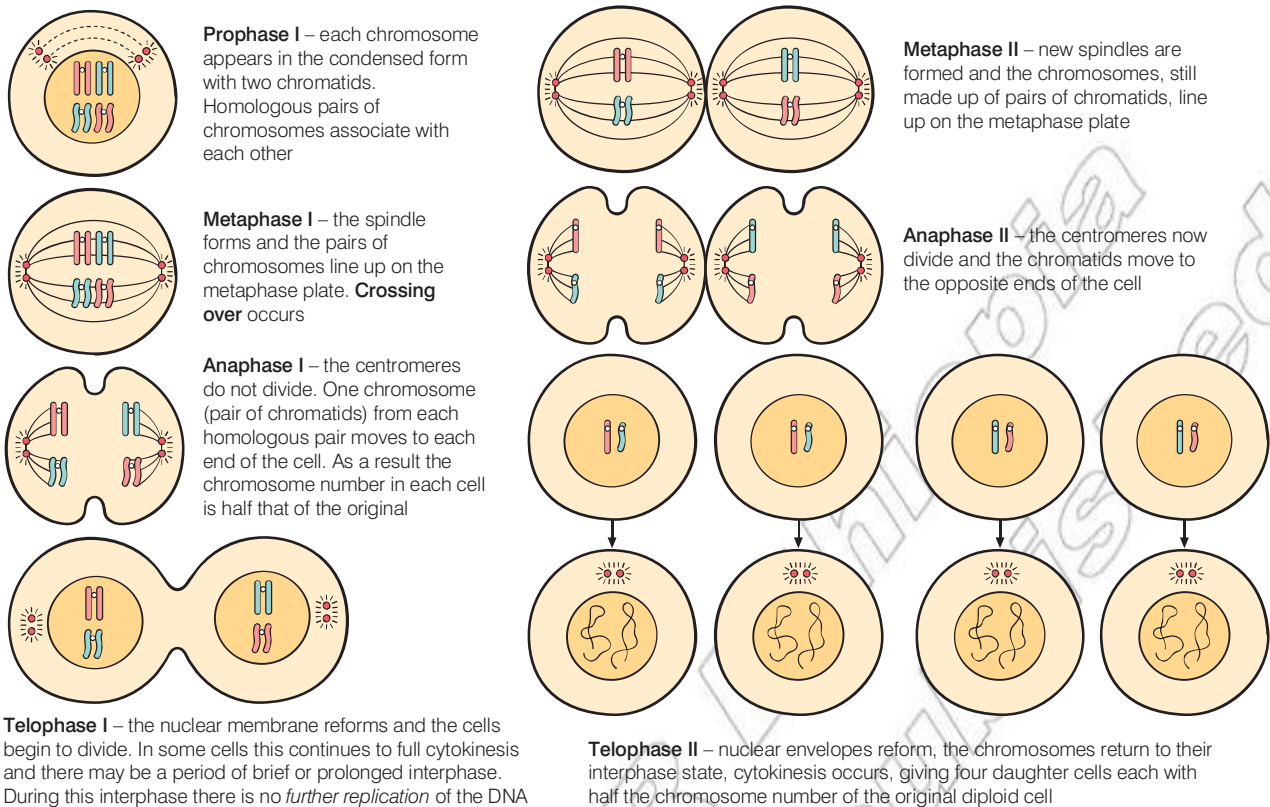 Prophase I – each chromosome
appears in the condensed form
with two chromatids.
Homologous pairs of
chromosomes associate with
each other
Metaphase I – the spindle
forms and the pairs of
chromosomes line up on the
metaphase plate. Crossing
over occurs
Anaphase I – the centromeres
do not divide. One chromosome
(pair of chromatids) from each
homologous pair moves to each
end of the cell. As a result the
chromosome number in each cell
is half that of the original
Telophase I – the nuclear membrane reforms and the cells
begin to divide. In some cells this continues to full cytokinesis
and there may be a period of brief or prolonged interphase.
During this interphase there is no further replication of the DNA
Metaphase II – new spindles are
formed and the chromosomes, still
made up of pairs of chromatids, line
up on the metaphase plate
Anaphase II – the centromeres now
divide and the chromatids move to
the opposite ends of the cell
Telophase II – nuclear envelopes reform, the chromosomes return to their
interphase state, cytokinesis occurs, giving four daughter cells each with
half the chromosome number of the original diploid cell